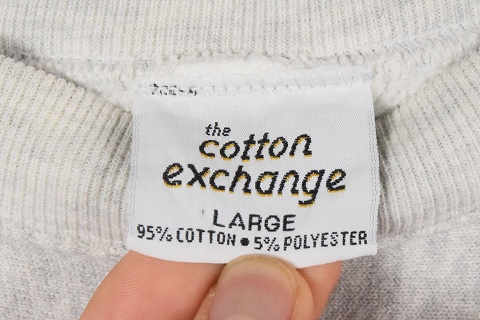 the
cotton
exchange
LARGE
95% COTTON ● 5% POLYESTER